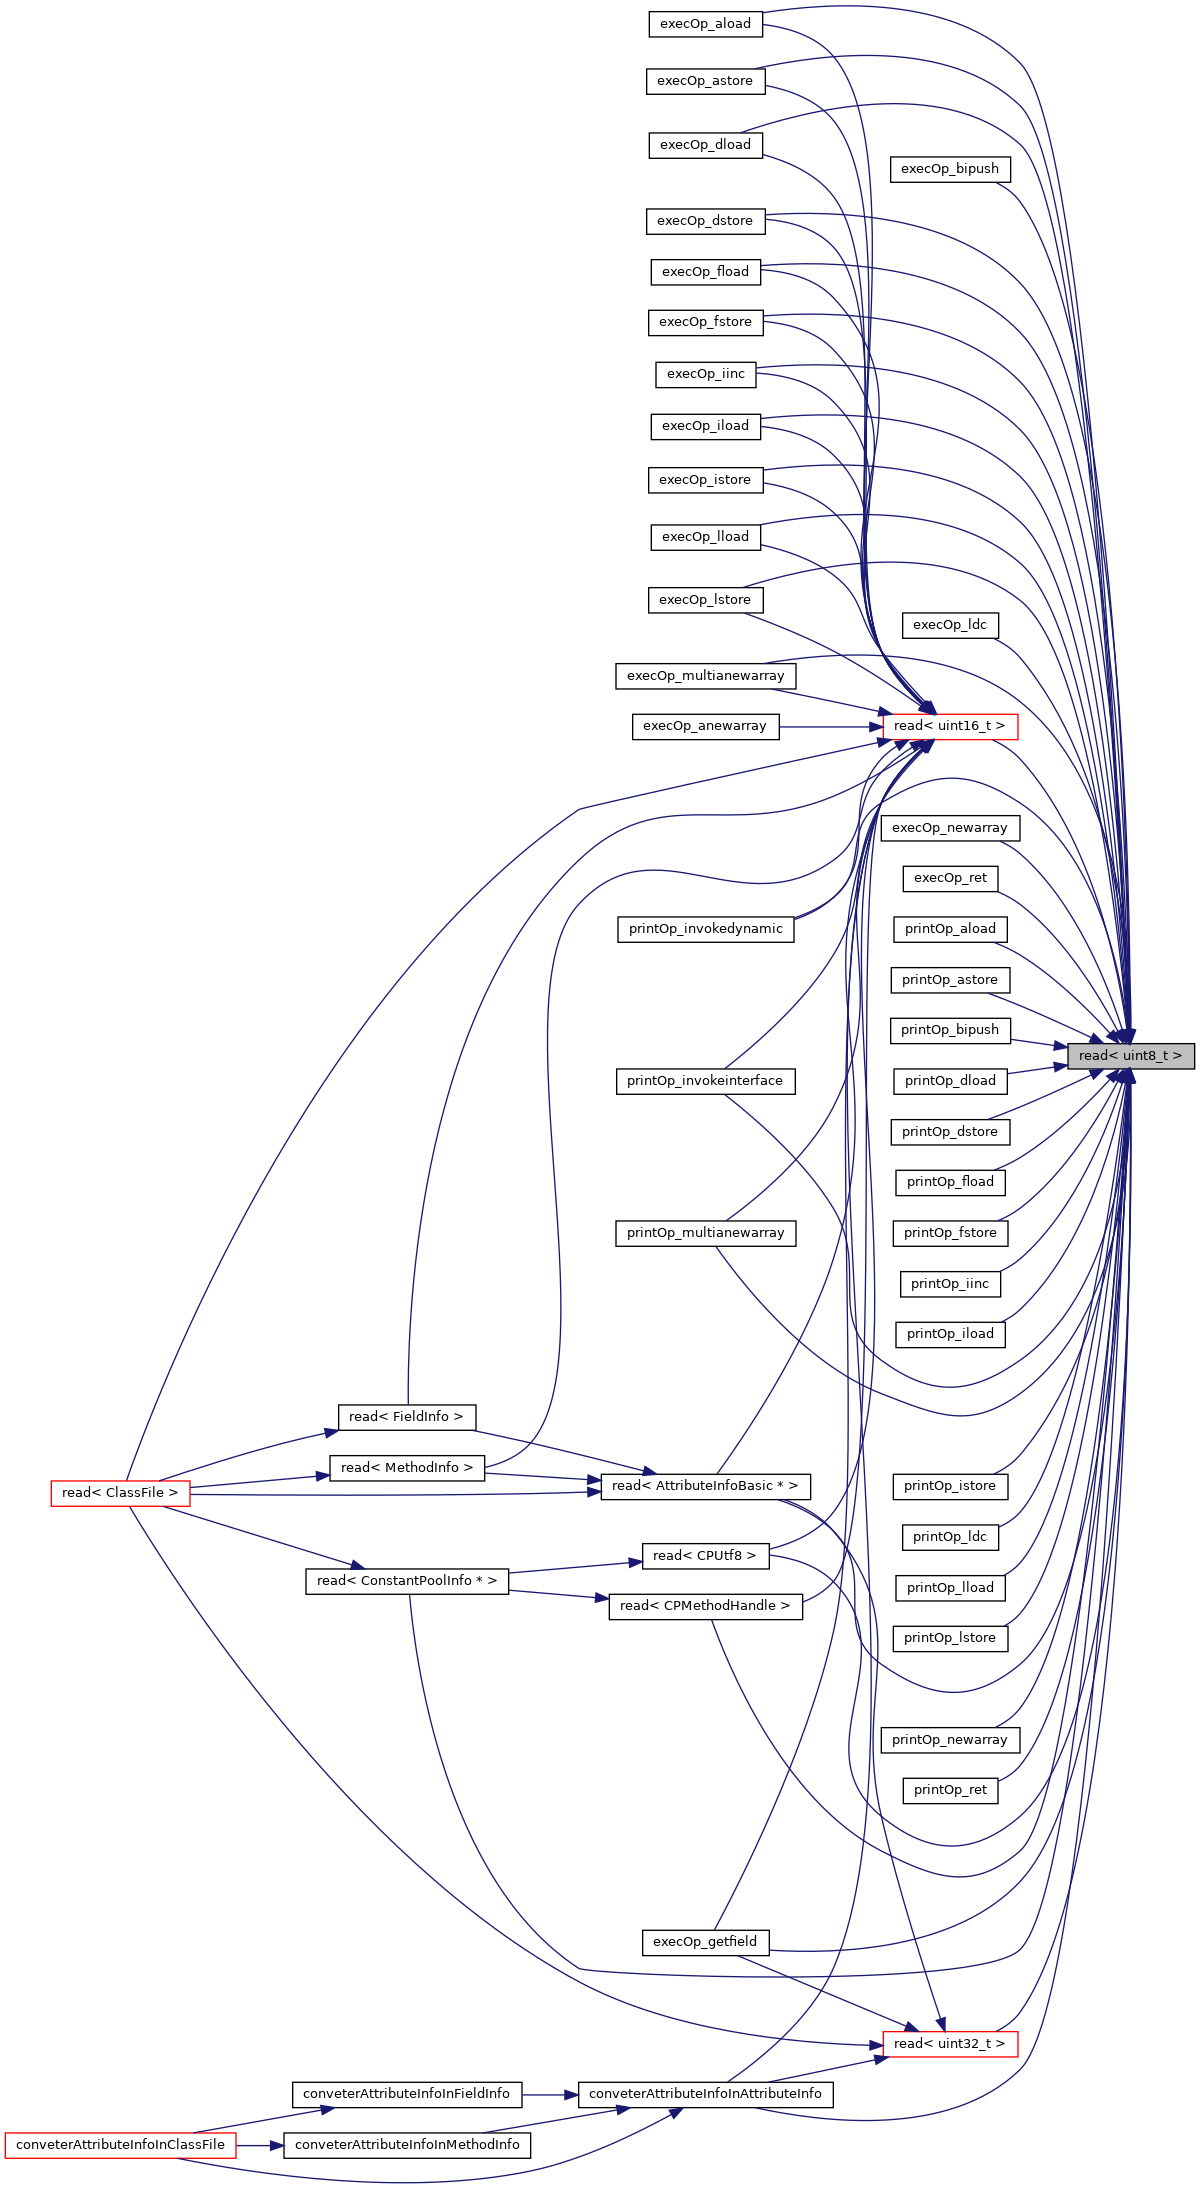 execOp_aload
execOp_astore
execOp_dload
execOp_bipush
execOp_dstore
execOp_fload
execOp_fstore
execOp_iinc
execOp_iload
execOp_istore
execOp_lload
execOp_lstore
execOp_ldc
execOp_multianewarray
execOp_anewarray
read< uint16_t >
execOp_newarray
execOp_ret
printOp_invokedynamic
printOp_aload
printOp_astore
printOp_bipush
read< uint8_t >
printOp_invokeinterface
printOp_dload
printOp_dstore
printOp_fload
printOp_multianewarray
printOp_fstore
printOp_iinc
printOp_iload
read< FieldInfo >
read< MethodInfo >
read< ClassFile >
read< AttributeInfoBasic * >
printOp_istore
printOp_ldc
read< CPUtf8 >
read< ConstantPoolInfo * >
printOp_lload
read< CPMethodHandle >
printOp_lstore
printOp_newarray
printOp_ret
execOp_getfield
read< uint32_t >
conveterAttributeInfoInFieldInfo
conveterAttributeInfoInAttributeInfo
conveterAttributeInfoInClassFile
conveterAttributeInfoInMethodInfo